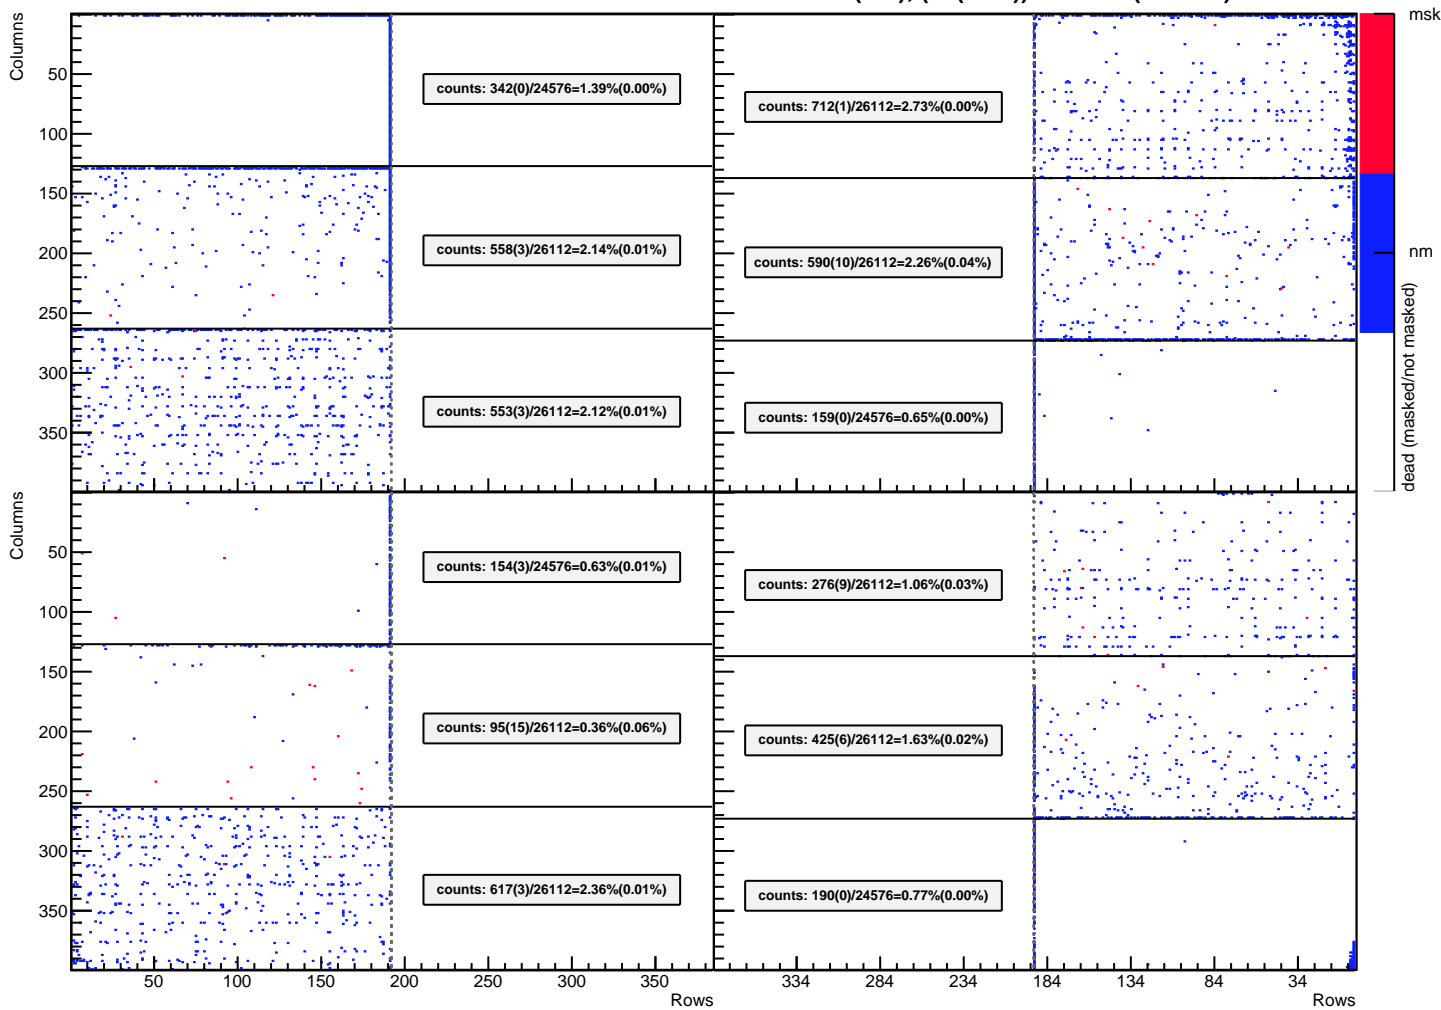 Columns
50
100
150
200
250
300
350
counts: 342(0)/24576=1.39%(0.00%)
counts: 558(3)/26112=2.14%(0.01%)
counts: 553(3)/26112=2.12%(0.01%)
counts: 712(1)/26112=2.73%(0.00%)
counts: 590(10)/26112=2.26%(0.04%)
counts: 159(0)/24576=0.65%(0.00%)
msk
nm
dead (masked/not masked)
Columns
50
100
150
200
250
300
350
counts: 154(3)/24576=0.63%(0.01%)
counts: 95(15)/26112=0.36%(0.06%)
counts: 617(3)/26112=2.36%(0.01%)
counts: 276(9)/26112=1.06%(0.03%)
counts: 425(6)/26112=1.63%(0.02%)
counts: 190(0)/24576=0.77%(0.00%)
50 100 150 200 250 300 350
Rows
334 284 234 184 134 84 34
Rows